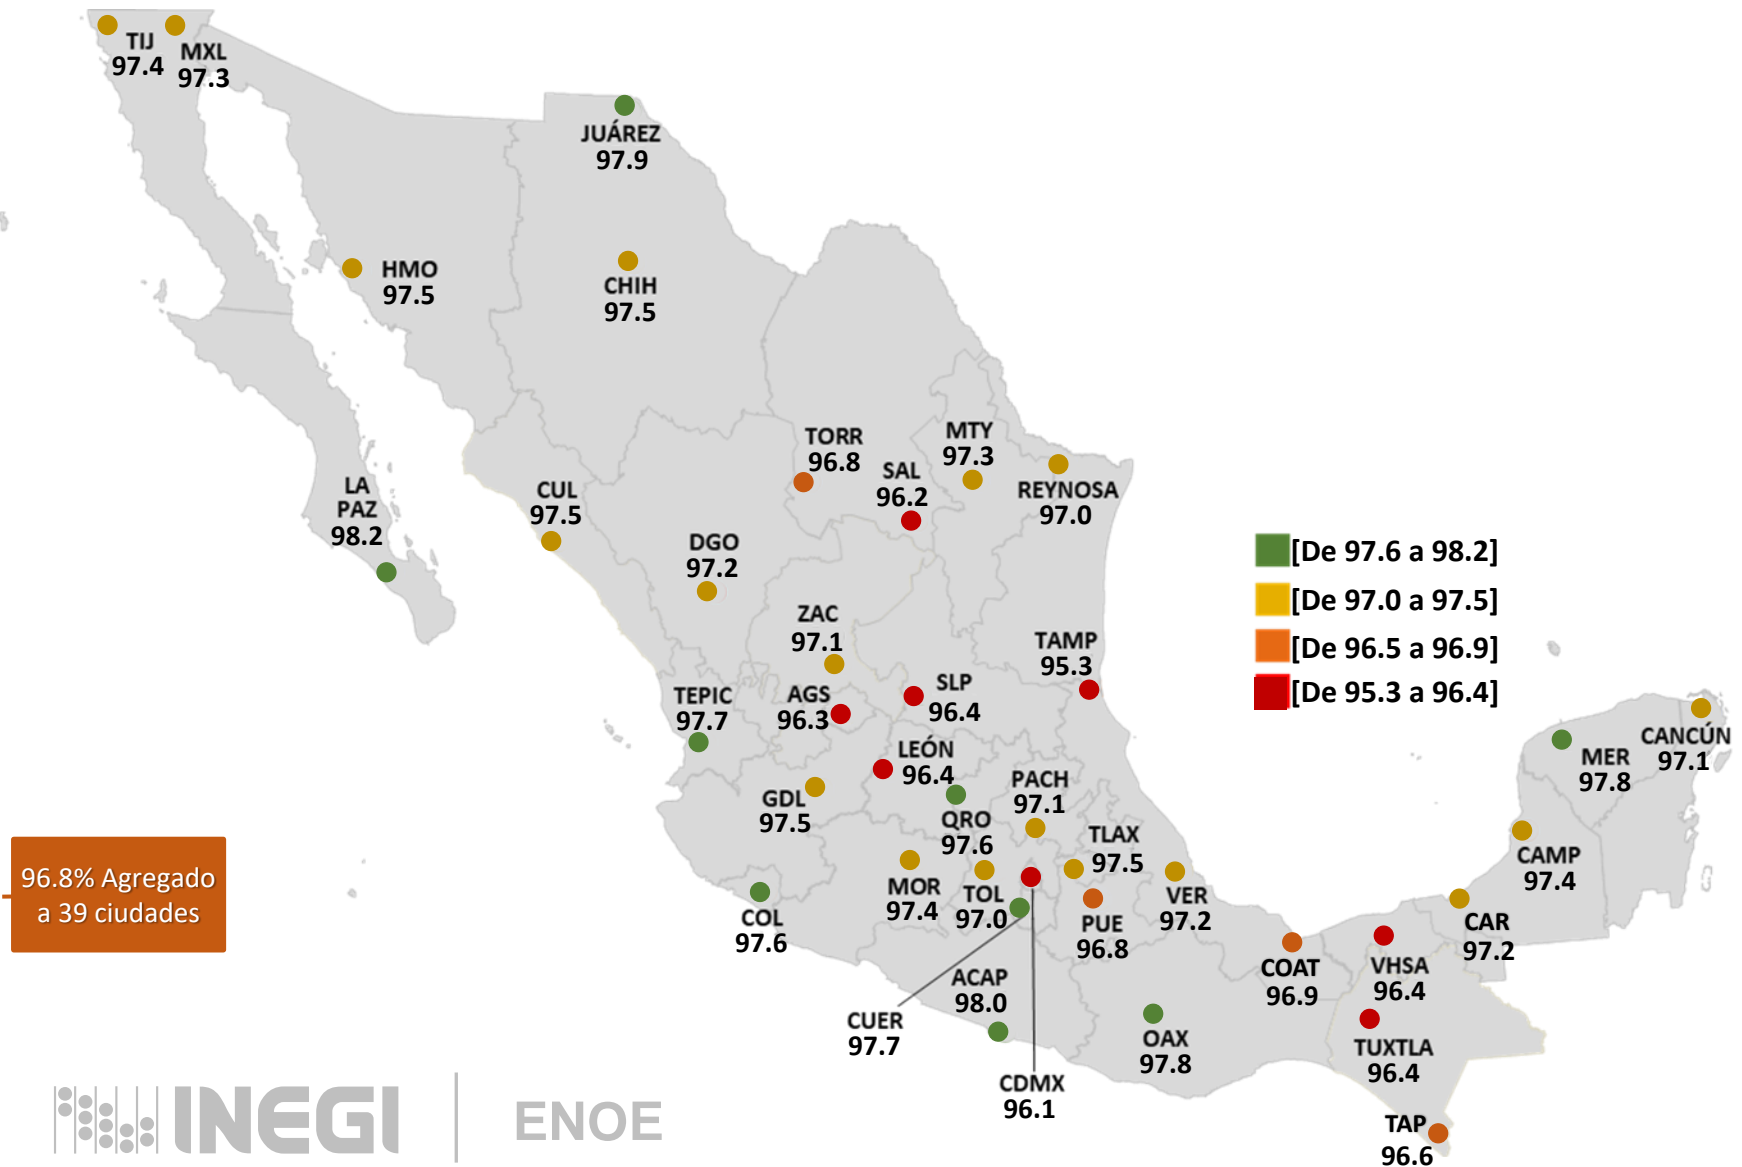 TIJ
97.4
MXL
97.3
JUÁREZ
97.9
HMO
97.5
CHIH
97.5
TORR
96.8
MTY
97.3
SAL
96.2
REYNOSA
97.0
LA
PAZ
98.2
CUL
97.5
DGO
97.2
ZAC
97.1
TAMP
95.3
TEPIC
97.7
AGS
96.3
SLP
96.4
LEÓN
96.4
PACH
97.1
GDL
97.5
QRO
97.6
TLAX
97.5
MOR
97.4
TOL
97.0
VER
97.2
COL
97.6
PUE
96.8
ACAP
98.0
CUER
97.7
CDMX
96.1
OAX
97.8
COAT
96.9
VHSA
96.4
TUXTLA
96.4
TAP
96.6
CAR
97.2
CAMP
97.4
MER
97.8
CANCÚN
97.1
[De 97.6 a 98.2]
[De 97.0 a 97.5]
[De 96.5 a 96.9]
[De 95.3 a 96.4]
96.8% Agregado
a 39 ciudades
INEGI
ENOE